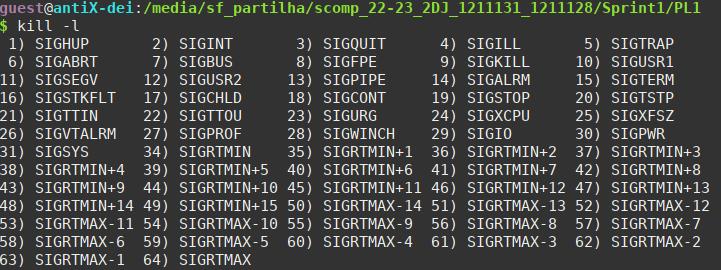 guest@antiX-dei:/media/sf_partilha/scomp_22-23_2DJ_1211131_1211128/Sprint1/PL1
$ kill -l
 1) SIGHUP       2) SIGINT       3) SIGQUIT      4) SIGILL       5) SIGTRAP
 6) SIGABRT      7) SIGBUS       8) SIGFPE       9) SIGKILL     10) SIGUSR1
11) SIGSEGV     12) SIGUSR2     13) SIGPIPE     14) SIGALRM     15) SIGTERM
16) SIGSTKFLT   17) SIGCHLD     18) SIGCONT     19) SIGSTOP     20) SIGTSTP
21) SIGTTIN     22) SIGTTOU     23) SIGURG      24) SIGXCPU     25) SIGXFSZ
26) SIGVTALRM   27) SIGPROF     28) SIGWINCH    29) SIGIO       30) SIGPWR
31) SIGSYS      34) SIGRTMIN    35) SIGRTMIN+1  36) SIGRTMIN+2  37) SIGRTMIN+3
38) SIGRTMIN+4  39) SIGRTMIN+5  40) SIGRTMIN+6  41) SIGRTMIN+7  42) SIGRTMIN+8
43) SIGRTMIN+9  44) SIGRTMIN+10 45) SIGRTMIN+11 46) SIGRTMIN+12 47) SIGRTMIN+13
48) SIGRTMIN+14 49) SIGRTMIN+15 50) SIGRTMAX-14 51) SIGRTMAX-13 52) SIGRTMAX-12
53) SIGRTMAX-11 54) SIGRTMAX-10 55) SIGRTMAX-9  56) SIGRTMAX-8  57) SIGRTMAX-7
58) SIGRTMAX-6  59) SIGRTMAX-5  60) SIGRTMAX-4  61) SIGRTMAX-3  62) SIGRTMAX-2
63) SIGRTMAX-1  64) SIGRTMAX